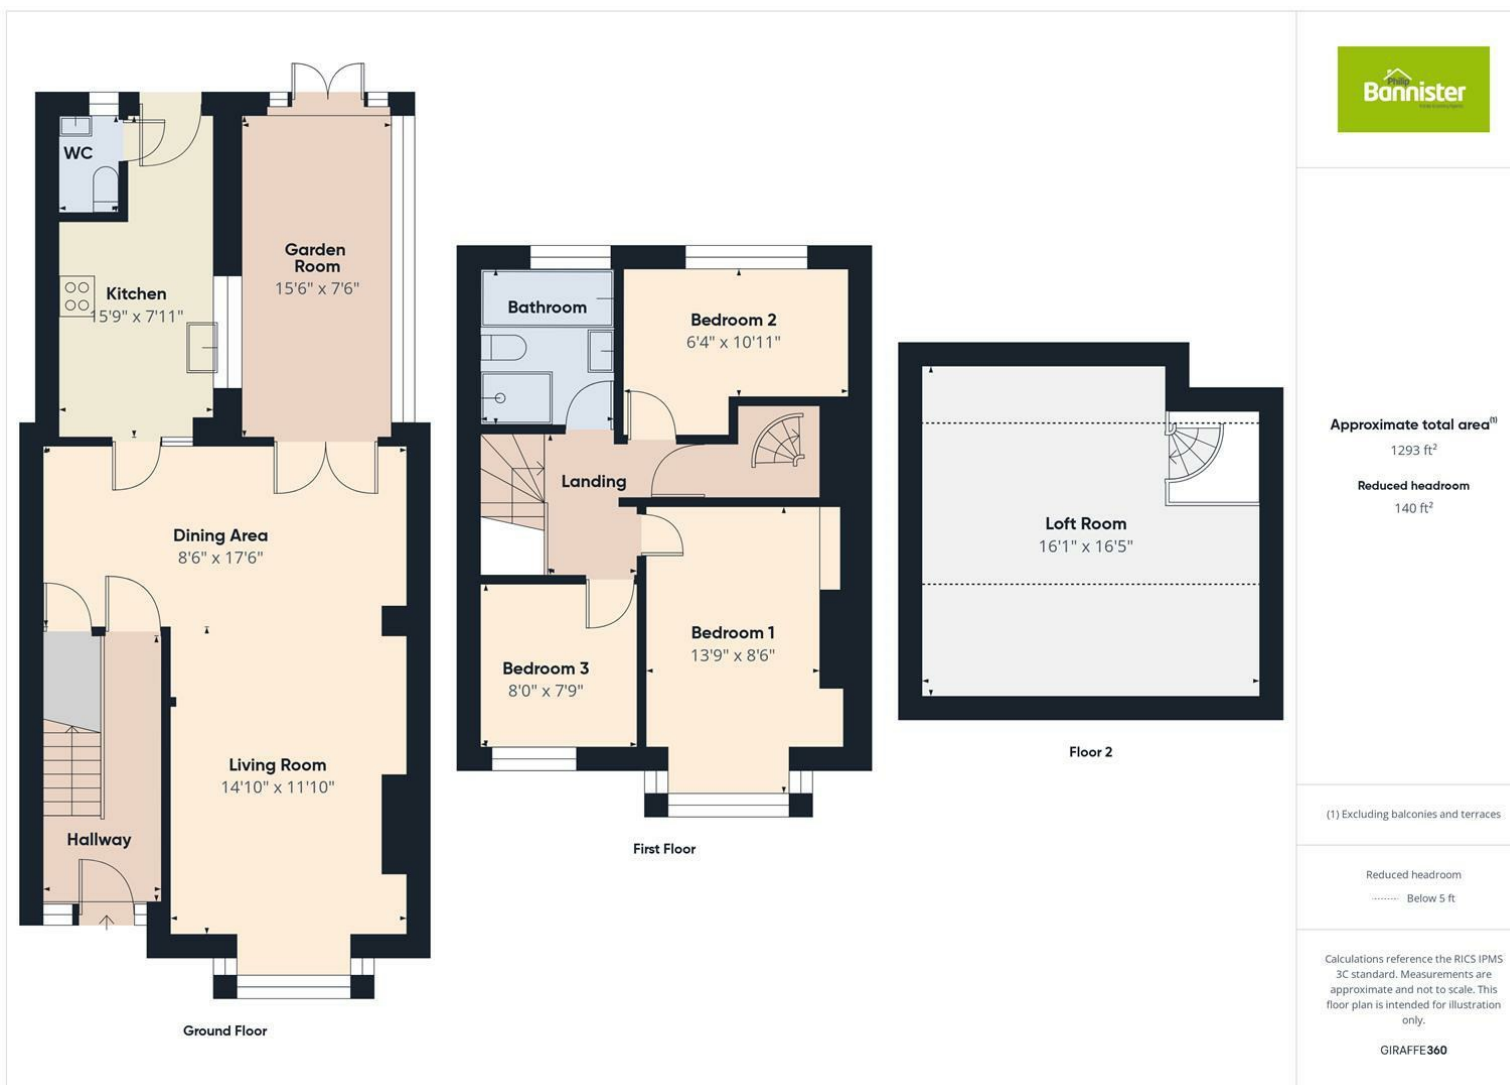 WC
Kitchen
15'9" x 7'11"
Garden
Room
15'6" x 7'6"
Dining Area
8'6" x 17'6"
Living Room
14'10" x 11'10"
Hallway
Ground Floor
Bathroom
Bedroom 2
6'4" x 10'11"
Landing
Bedroom 1
13'9" x 8'6"
Bedroom 3
8'0" x 7'9"
First Floor
Loft Room
16'1" x 16'5"
Floor 2
Philip
Bannister
Approximate total area(1)
1293 ft²
Reduced headroom
140 ft²
(1) Excluding balconies and terraces
Reduced headroom
Below 5 ft
Calculations reference the RICS IPMS
3C standard. Measurements are
approximate and not to scale. This
floor plan is intended for illustration
only.
GIRAFFE360